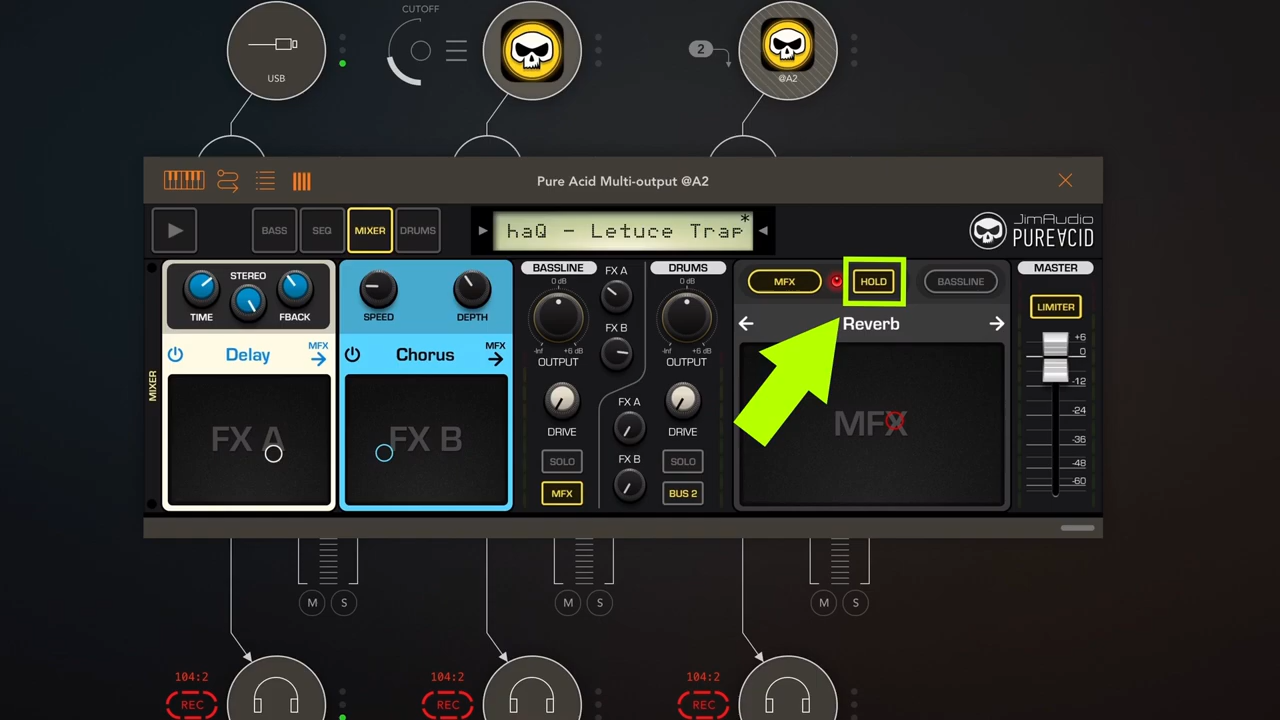 CUTOFF
USB
2
@A2
Pure Acid Multi-output @A2
BASS
SEQ
MIXER
DRUMS
haQ - Letuce Trap
*
JimAudio
PUREACID
MIXER
STEREO
TIME
FBACK
Delay
MFX
FX A
SPEED
DEPTH
Chorus
MFX
FX B
BASSLINE
0 dB
-Inf
+6 dB
OUTPUT
DRIVE
SOLO
MFX
FX A
FX B
FX A
FX B
DRUMS
0 dB
-Inf
+6 dB
OUTPUT
DRIVE
SOLO
BUS 2
MFX
HOLD
BASSLINE
Reverb
MFX
MASTER
LIMITER
+6
0
-12
-24
-36
-48
-60
M
S
M
S
M
S
104:2
REC
104:2
REC
104:2
REC